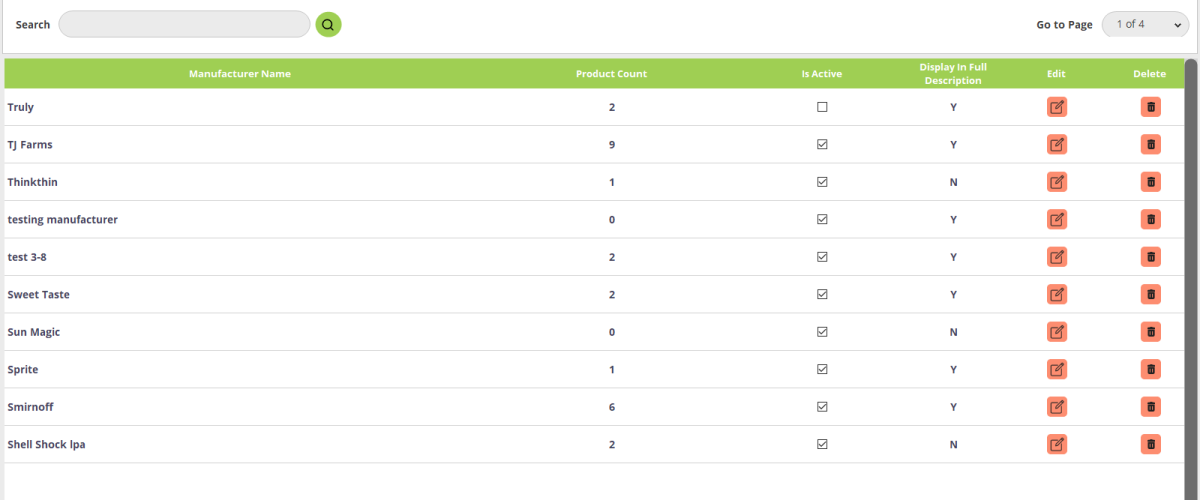 Search
Go to Page 1 of 4
Manufacturer Name Product Count Is Active Display In Full Description Edit Delete
Truly 2 Y
TJ Farms 9 Y
Thinkthin 1 N
testing manufacturer 0 Y
test 3-8 2 Y
Sweet Taste 2 Y
Sun Magic 0 N
Sprite 1 Y
Smirnoff 6 Y
Shell Shock Ipa 2 N